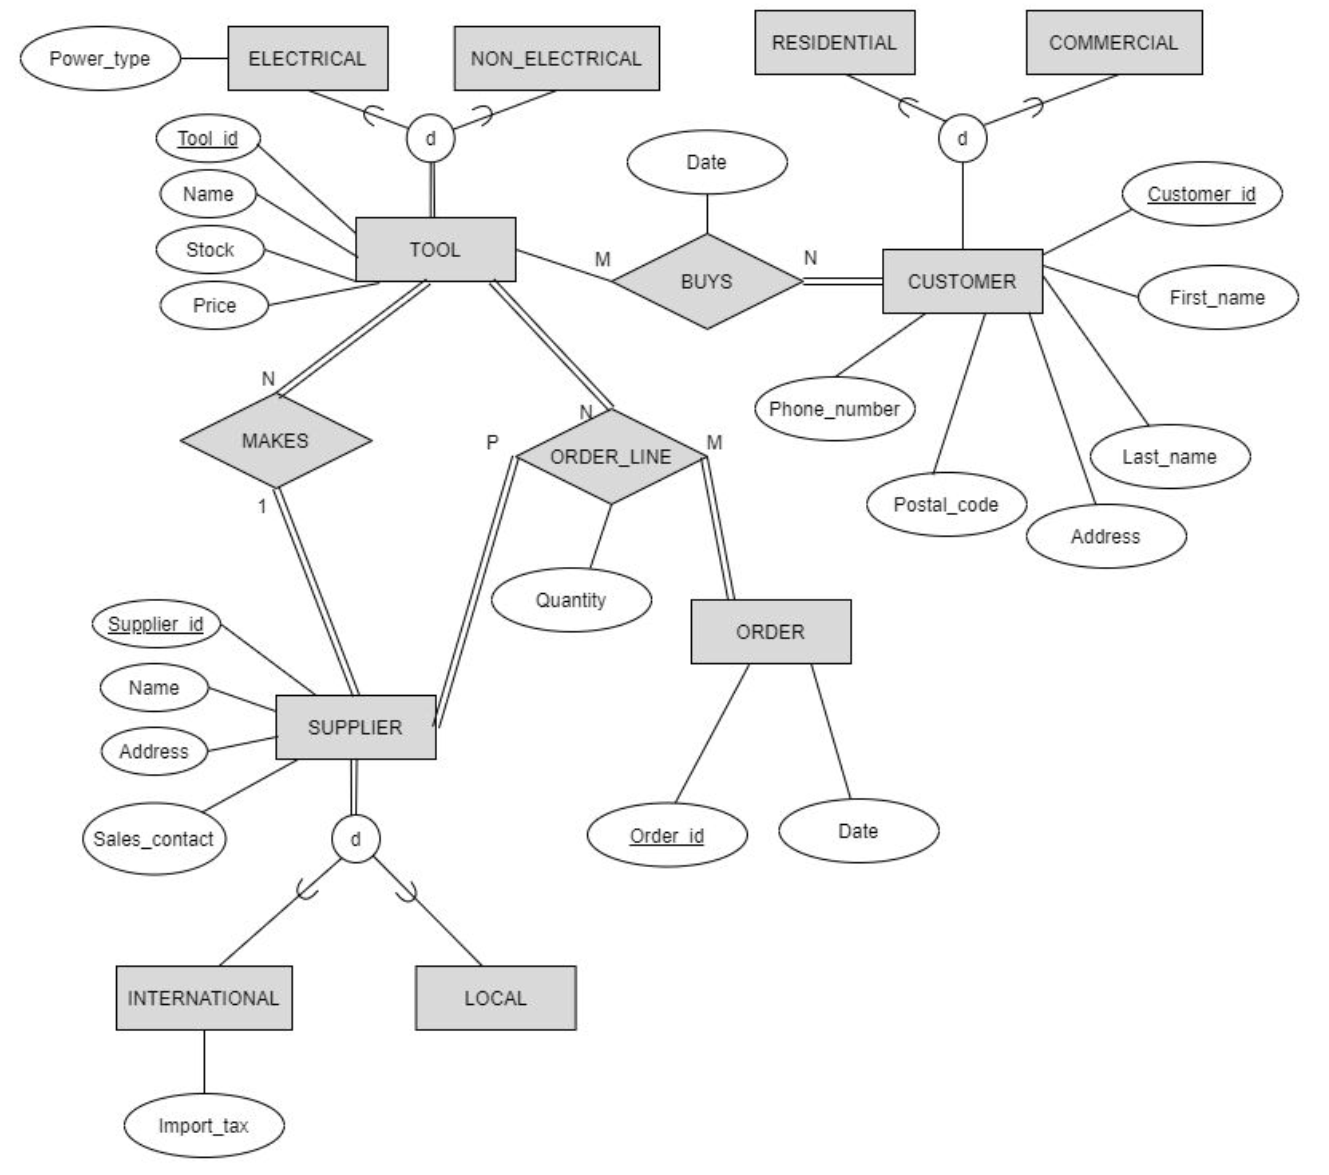 Power_type
ELECTRICAL
NON_ELECTRICAL
RESIDENTIAL
COMMERCIAL
d
d
Tool_id
Name
Stock
Price
TOOL
Date
M
BUYS
N
CUSTOMER
Customer_id
First_name
Phone_number
Postal_code
Address
Last_name
N
MAKES
1
N
P
ORDER_LINE
M
Quantity
ORDER
Order_id
Date
Supplier_id
Name
Address
Sales_contact
SUPPLIER
d
INTERNATIONAL
LOCAL
Import_tax